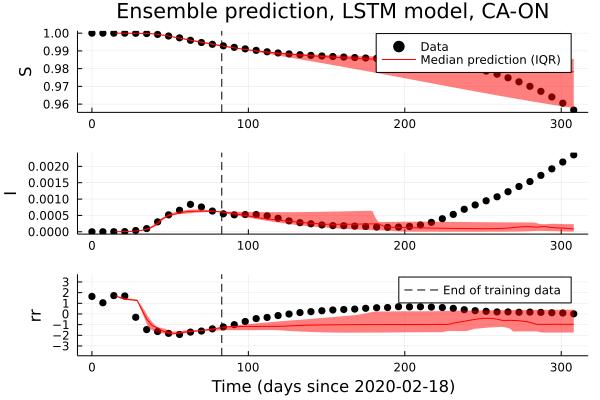 Ensemble prediction, LSTM model, CA-ON
1.00
0.99
0.98
0.97
0.96
S
Data
Median prediction (IQR)
0 100 200 300
0.0020
0.0015
0.0010
0.0005
0.0000
I
0 100 200 300
3
2
1
0
−1
−2
−3
rr
End of training data
0 100 200 300
Time (days since 2020-02-18)